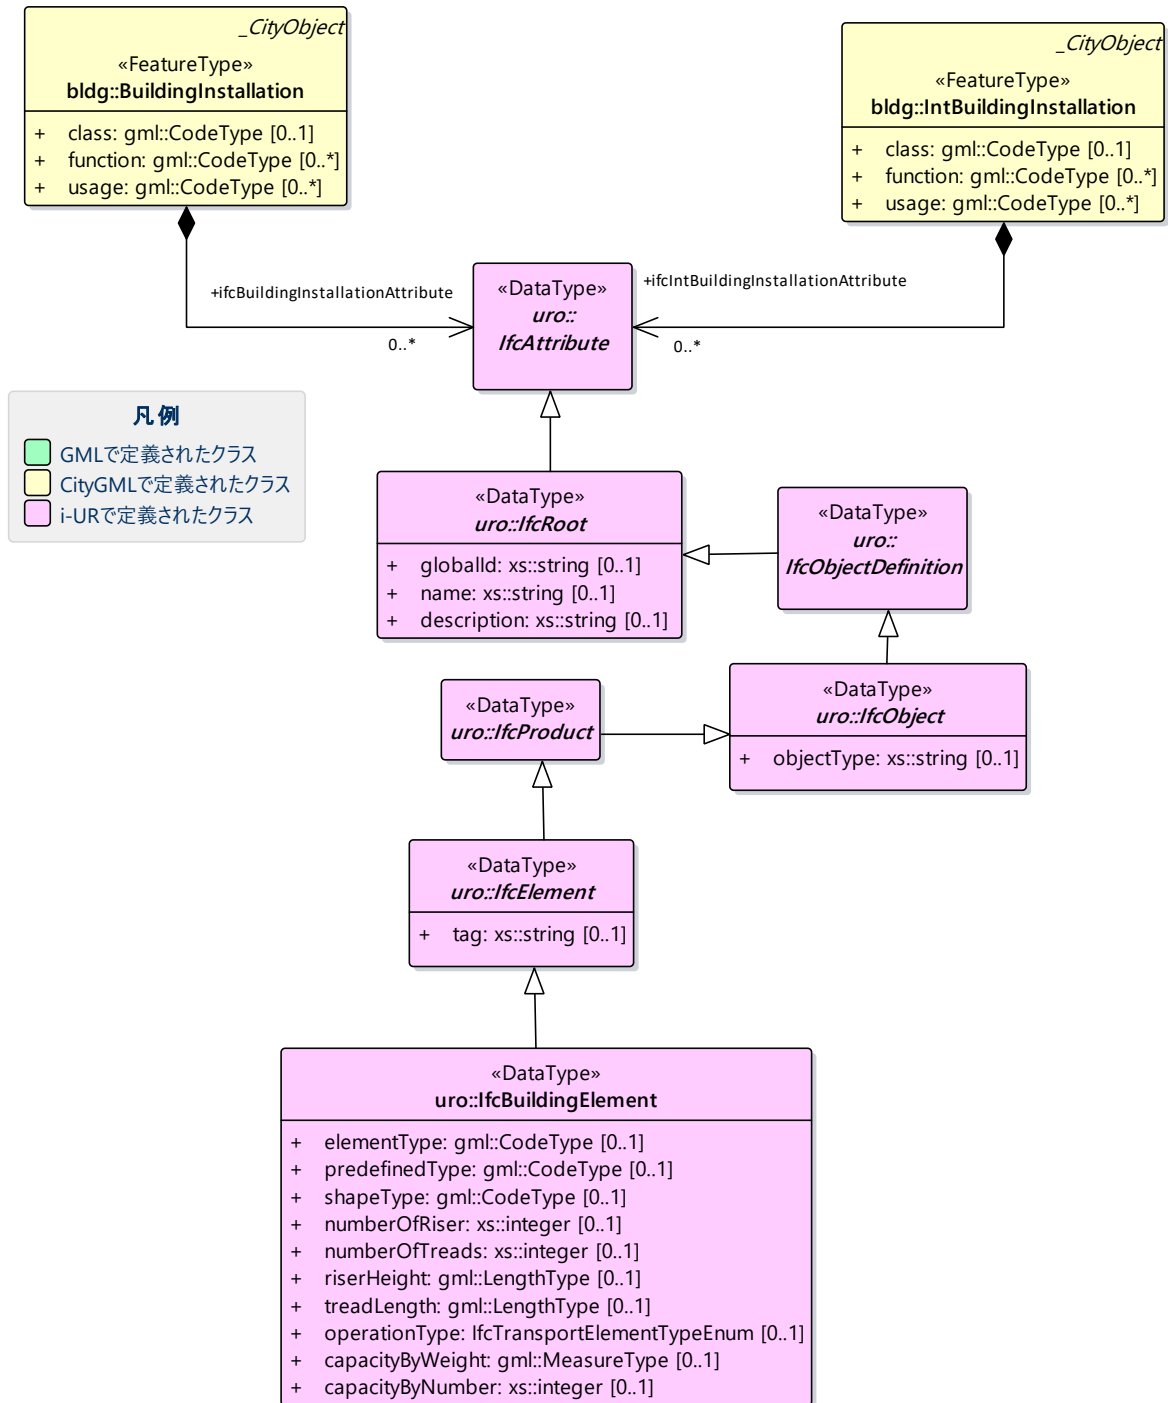 _CityObject
«FeatureType»
bldg::BuildingInstallation
+ class: gml::CodeType [0..1]
+ function: gml::CodeType [0..*]
+ usage: gml::CodeType [0..*]
_CityObject
«FeatureType»
bldg::IntBuildingInstallation
+ class: gml::CodeType [0..1]
+ function: gml::CodeType [0..*]
+ usage: gml::CodeType [0..*]
+ifcBuildingInstallationAttribute
0..*
«DataType»
uro::
IfcAttribute
+ifcIntBuildingInstallationAttribute
0..*
凡例
GMLで定義されたクラス
CityGMLで定義されたクラス
i-URで定義されたクラス
«DataType»
uro::IfcRoot
+ globalId: xs::string [0..1]
+ name: xs::string [0..1]
+ description: xs::string [0..1]
«DataType»
uro::
IfcObjectDefinition
«DataType»
uro::IfcProduct
«DataType»
uro::IfcObject
+ objectType: xs::string [0..1]
«DataType»
uro::IfcElement
+ tag: xs::string [0..1]
«DataType»
uro::IfcBuildingElement
+ elementType: gml::CodeType [0..1]
+ predefinedType: gml::CodeType [0..1]
+ shapeType: gml::CodeType [0..1]
+ numberOfRiser: xs::integer [0..1]
+ numberOfTreads: xs::integer [0..1]
+ riserHeight: gml::LengthType [0..1]
+ treadLength: gml::LengthType [0..1]
+ operationType: IfcTransportElementTypeEnum [0..1]
+ capacityByWeight: gml::MeasureType [0..1]
+ capacityByNumber: xs::integer [0..1]